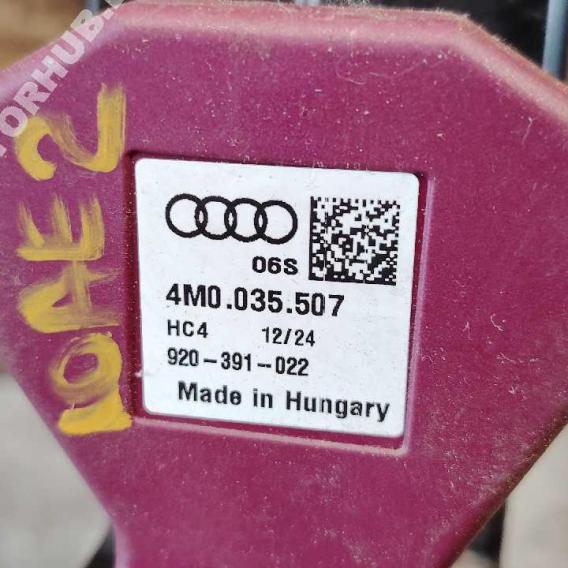 06S
4M0.035.507
HC4 12/24
920-391-022
Made in Hungary